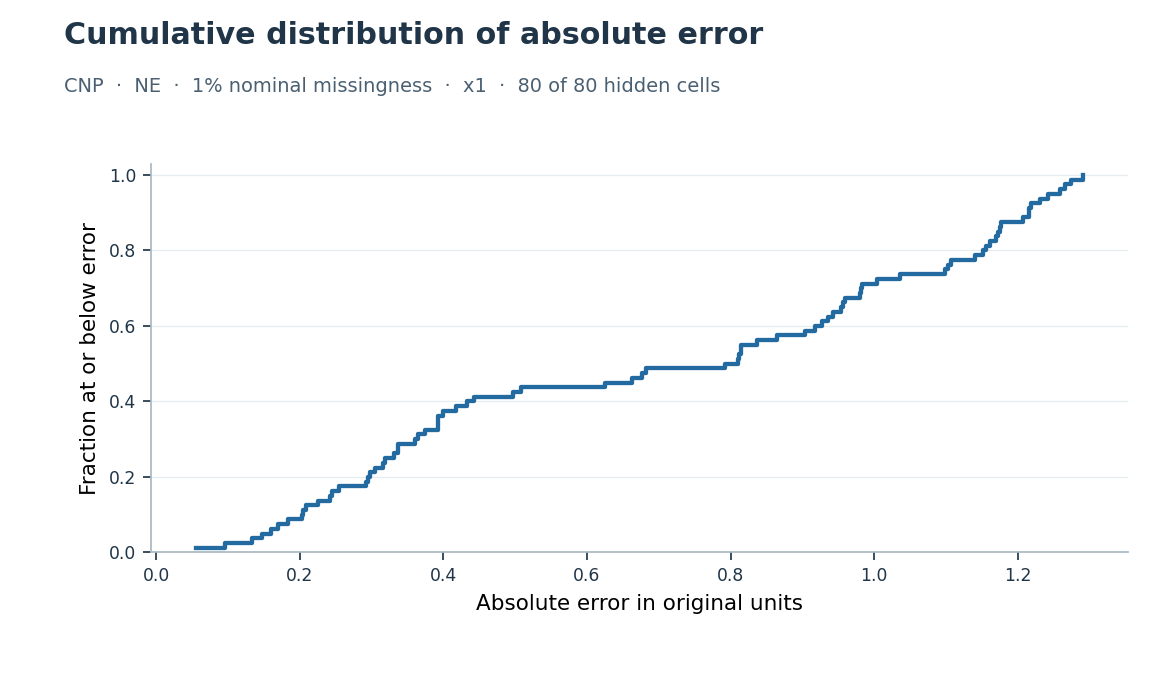 Cumulative distribution of absolute error
CNP · NE · 1% nominal missingness · x1 · 80 of 80 hidden cells
Fraction at or below error
1.0
0.8
0.6
0.4
0.2
0.0
0.0 0.2 0.4 0.6 0.8 1.0 1.2
Absolute error in original units